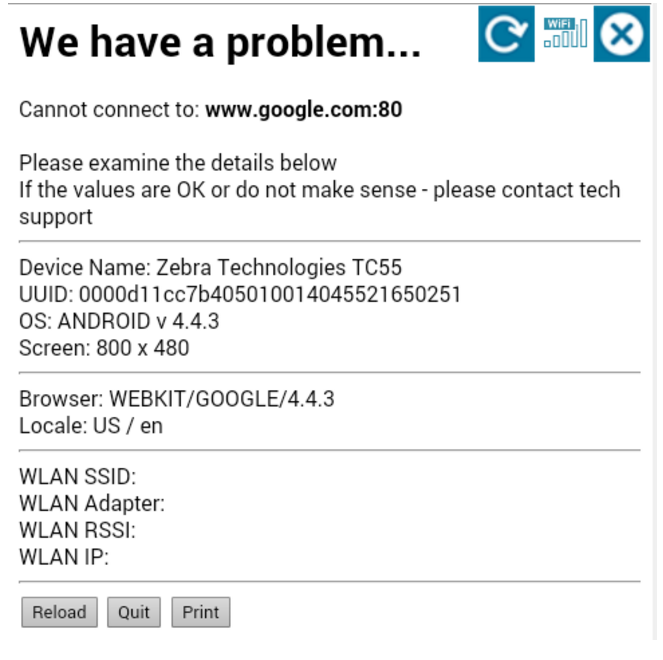 We have a problem...
WiFi
Cannot connect to: www.google.com:80
Please examine the details below
If the values are OK or do not make sense - please contact tech
support
Device Name: Zebra Technologies TC55
UUID: 0000d11cc7b405010014045521650251
OS: ANDROID v 4.4.3
Screen: 800 x 480
Browser: WEBKIT/GOOGLE/4.4.3
Locale: US / en
WLAN SSID:
WLAN Adapter:
WLAN RSSI:
WLAN IP:
Reload Quit Print